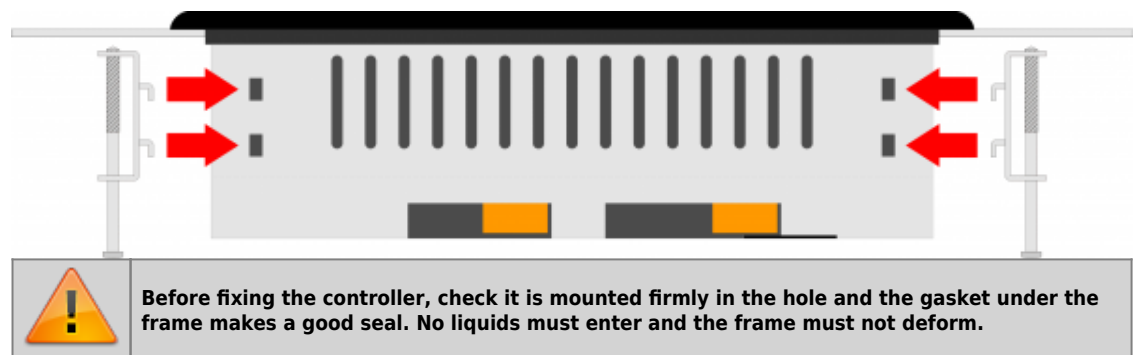 Before fixing the controller, check it is mounted firmly in the hole and the gasket under the
frame makes a good seal. No liquids must enter and the frame must not deform.